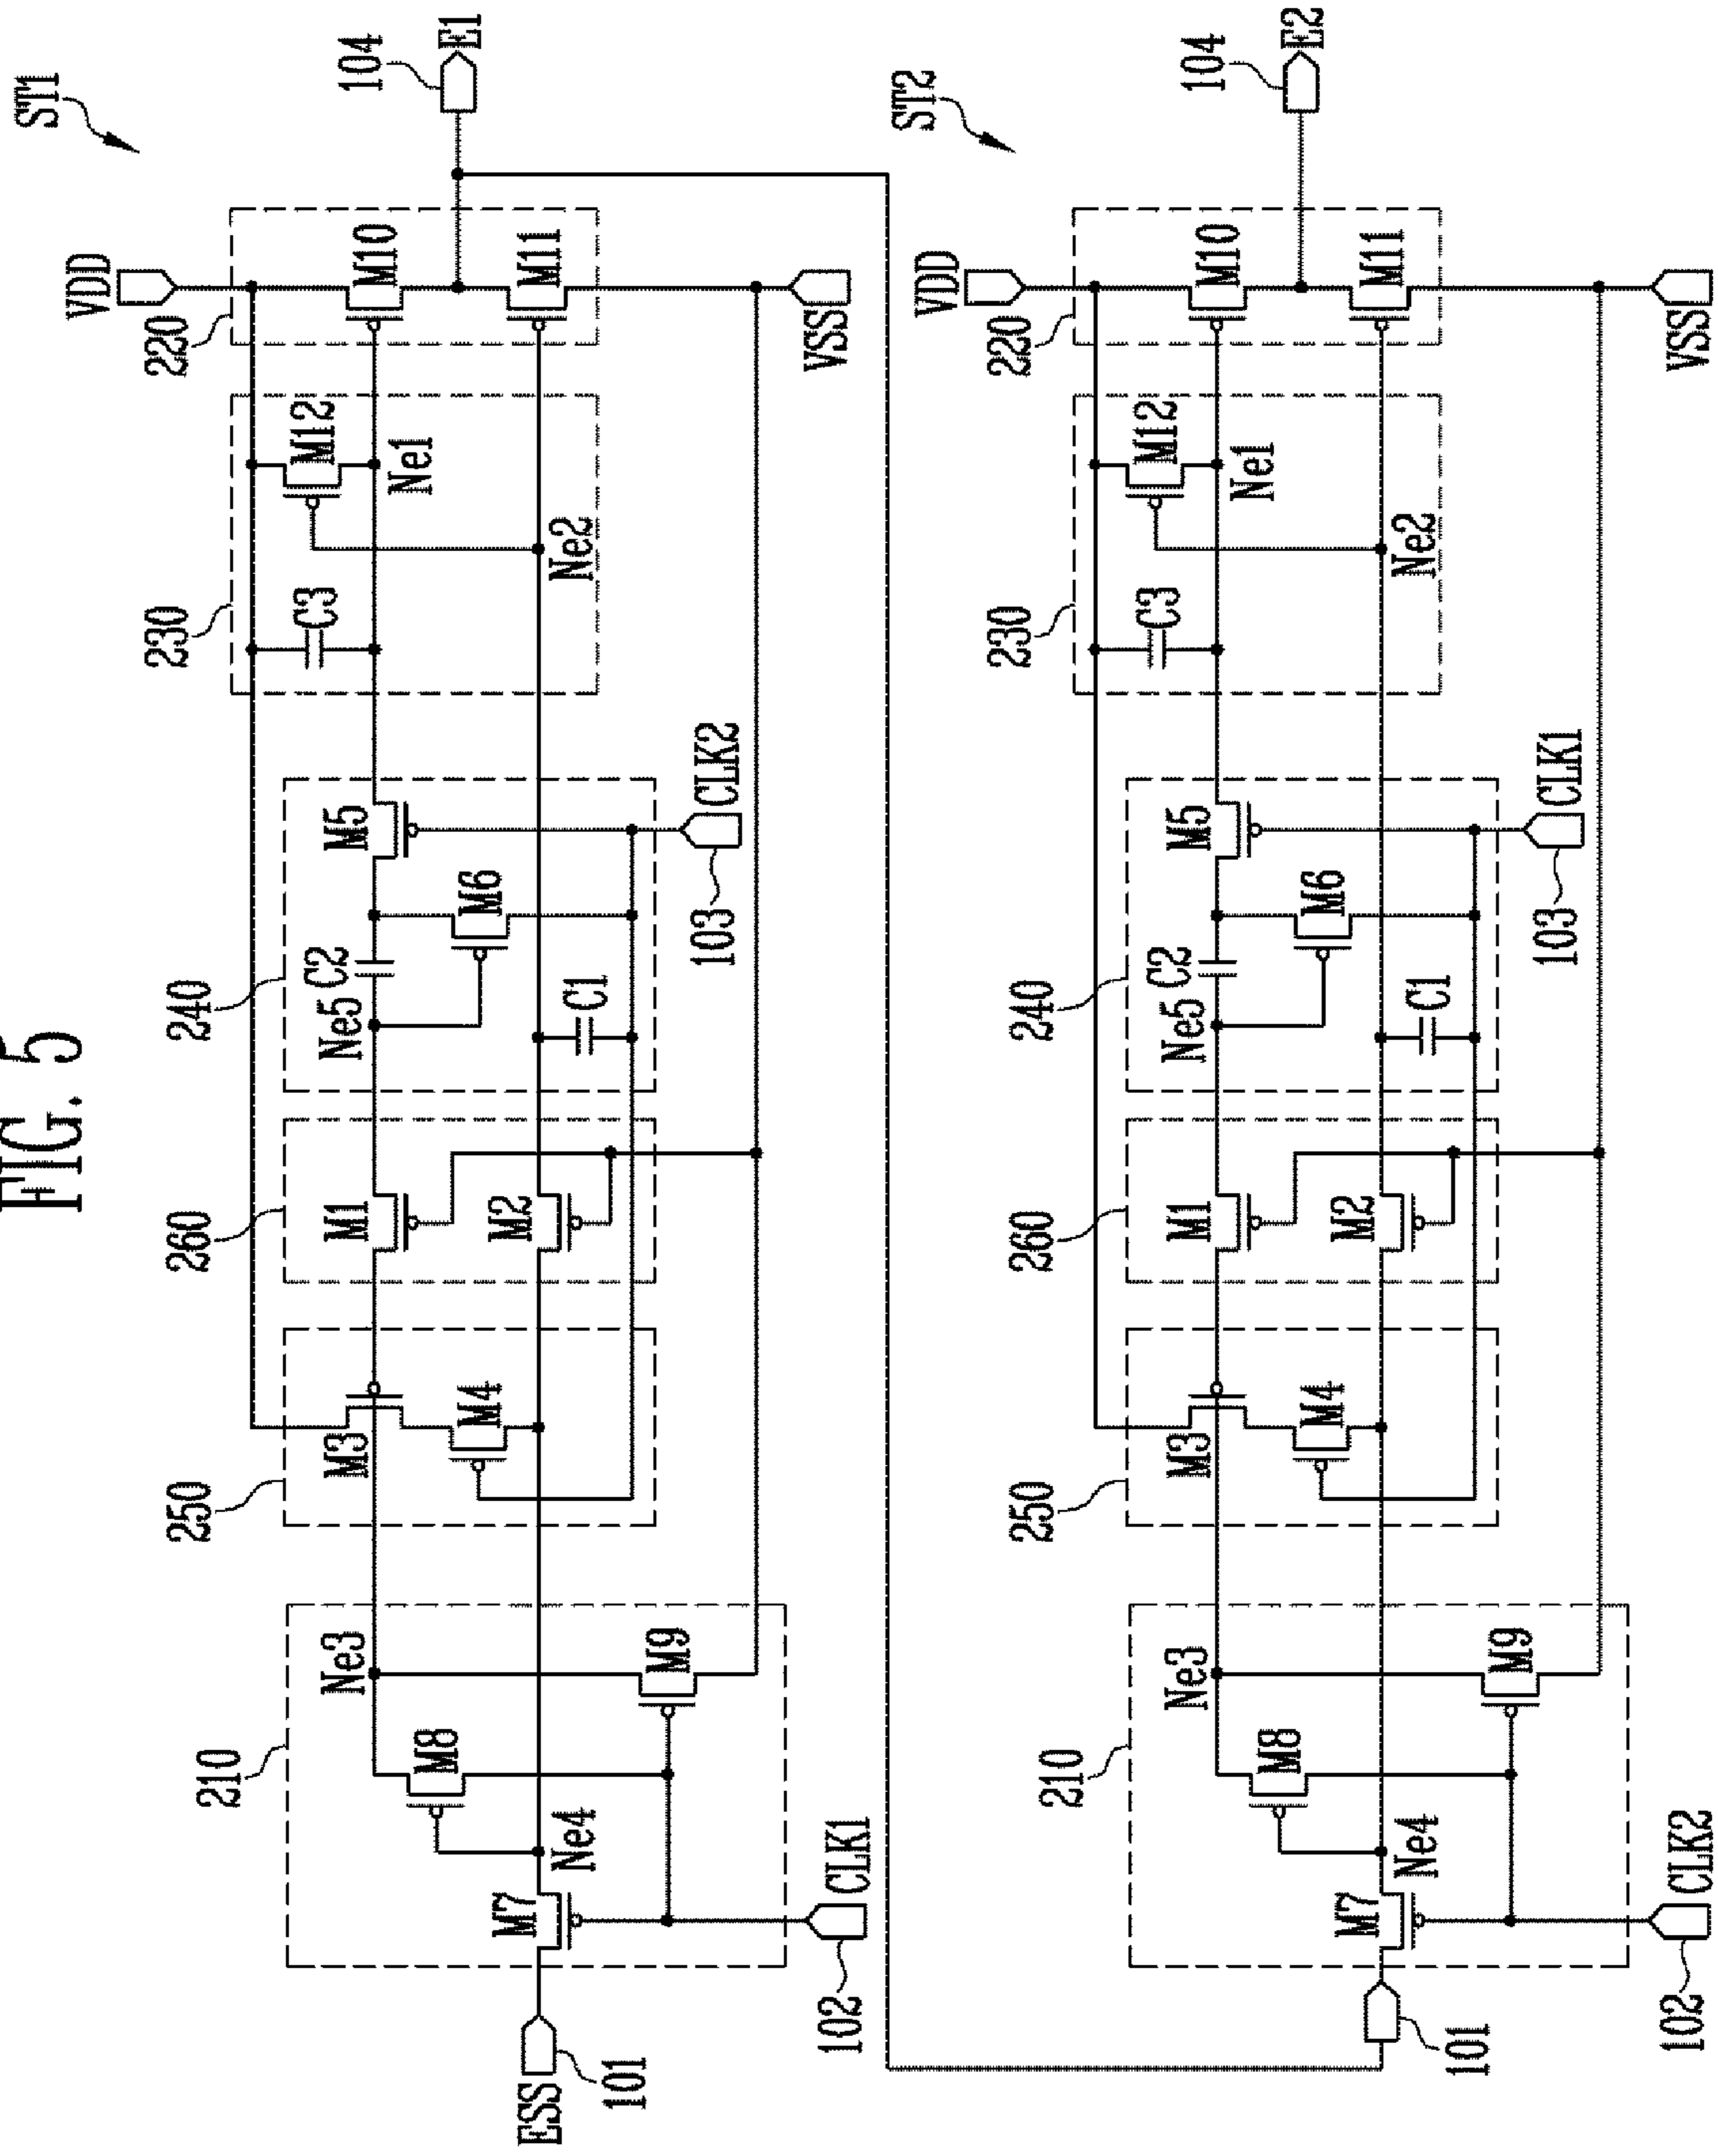 FIG. 5
ST1
VDD
220
M10
M11
104
E1
VSS
230
C3
M12
Ne1
Ne2
240
Ne5
C2
M5
M6
C1
CLK2
103
260
M1
M2
250
M3
M4
210
Ne3
M8
M9
M7
Ne4
ESS
101
102
CLK1
ST2
VDD
220
M10
M11
104
E2
VSS
230
C3
M12
Ne1
Ne2
240
Ne5
C2
M5
M6
C1
CLK1
103
260
M1
M2
250
M3
M4
210
Ne3
M8
M9
M7
Ne4
101
102
CLK2